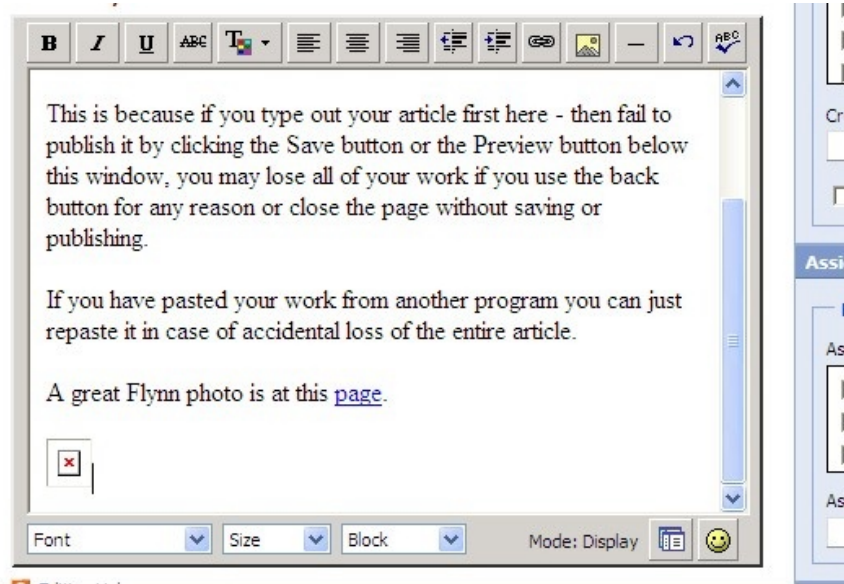 B I U ABC T ABC
This is because if you type out your article first here - then fail to
publish it by clicking the Save button or the Preview button below
this window, you may lose all of your work if you use the back
button for any reason or close the page without saving or
publishing.
If you have pasted your work from another program you can just
repaste it in case of accidental loss of the entire article.
A great Flynn photo is at this page.
Font Size Block Mode: Display
Cr
Assi
As
As